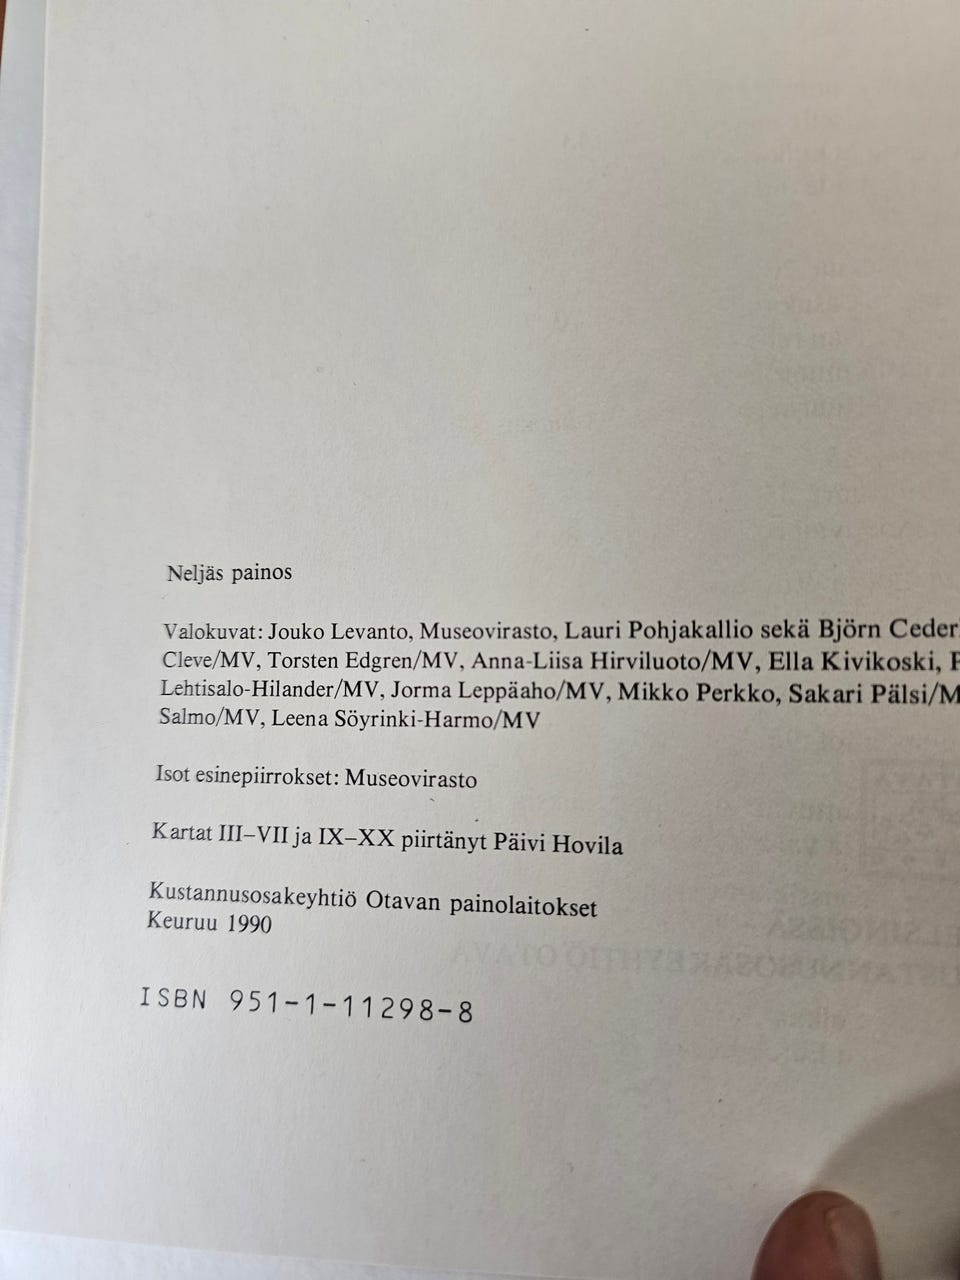 Neljäs painos
Valokuvat: Jouko Levanto, Museovirasto, Lauri Pohjakallio sekä Björn Ceder
Cleve/MV, Torsten Edgren/MV, Anna-Liisa Hirviluoto/MV, Ella Kivikoski,
Lehtisalo-Hilander/MV, Jorma Leppäaho/MV, Mikko Perkko, Sakari Pälsi/M
Salmo/MV, Leena Söyrinki-Harmo/MV
Isot esinepiirrokset: Museovirasto
Kartat III–VII ja IX–XX piirtänyt Päivi Hovila
Kustannusosakeyhtiö Otavan painolaitokset
Keuruu 1990
ISBN 951-1-11298-8